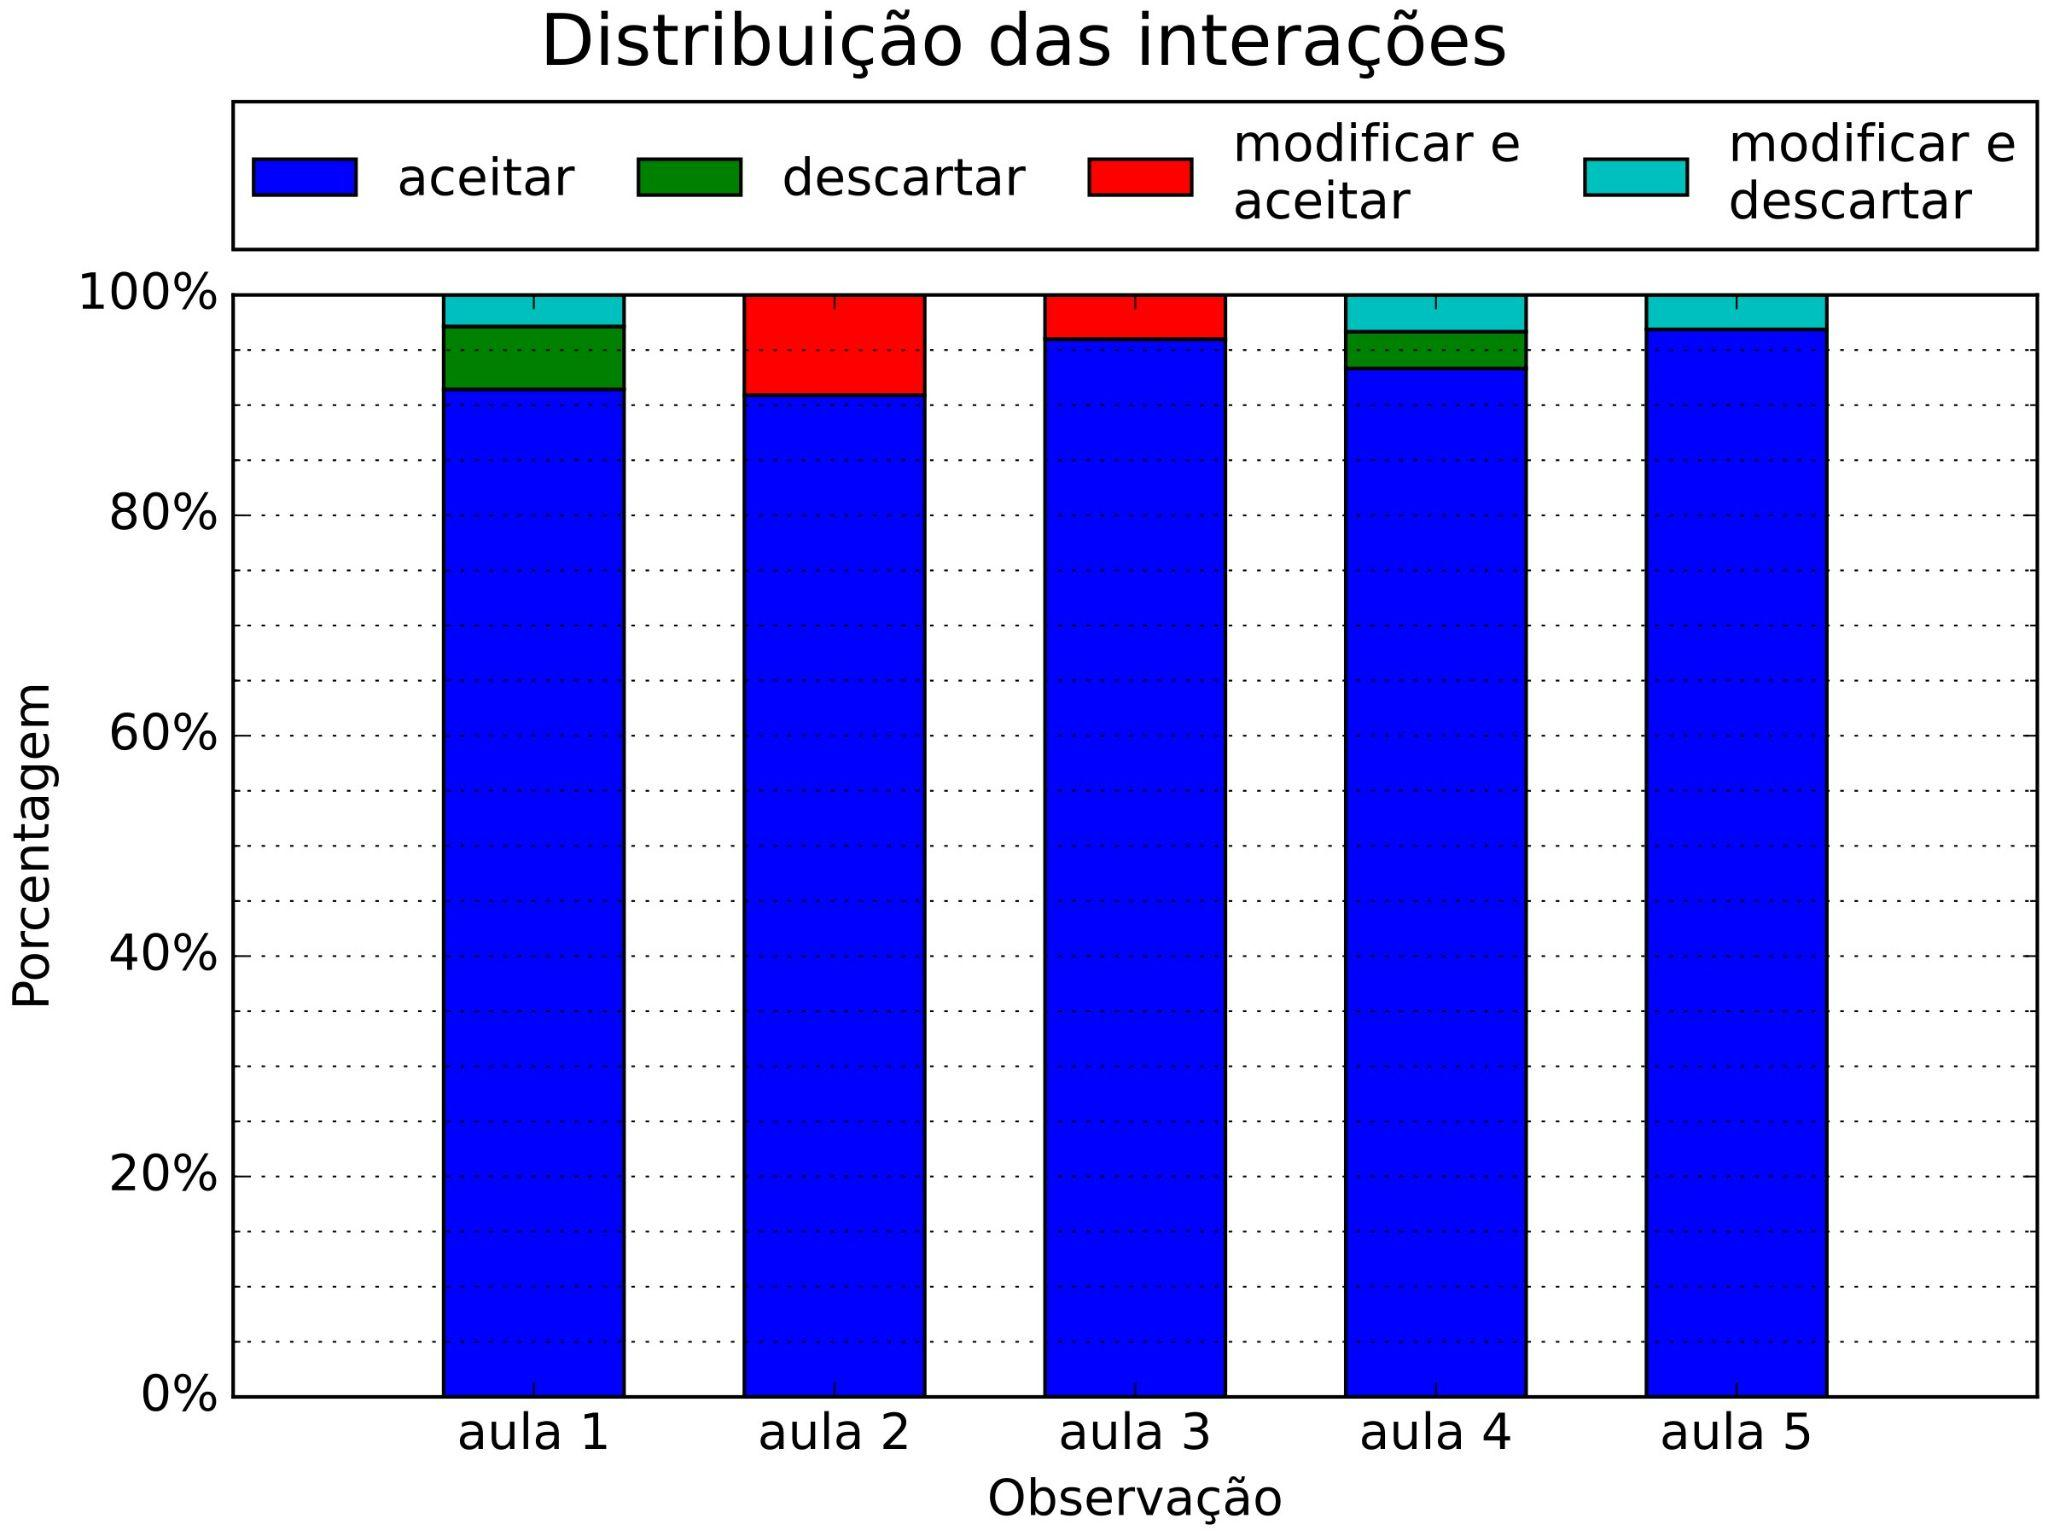 Distribuição das interações
aceitar
descartar
modificar e
aceitar
modificar e
descartar
100%
80%
60%
40%
20%
0%
Porcentagem
aula 1
aula 2
aula 3
aula 4
aula 5
Observação